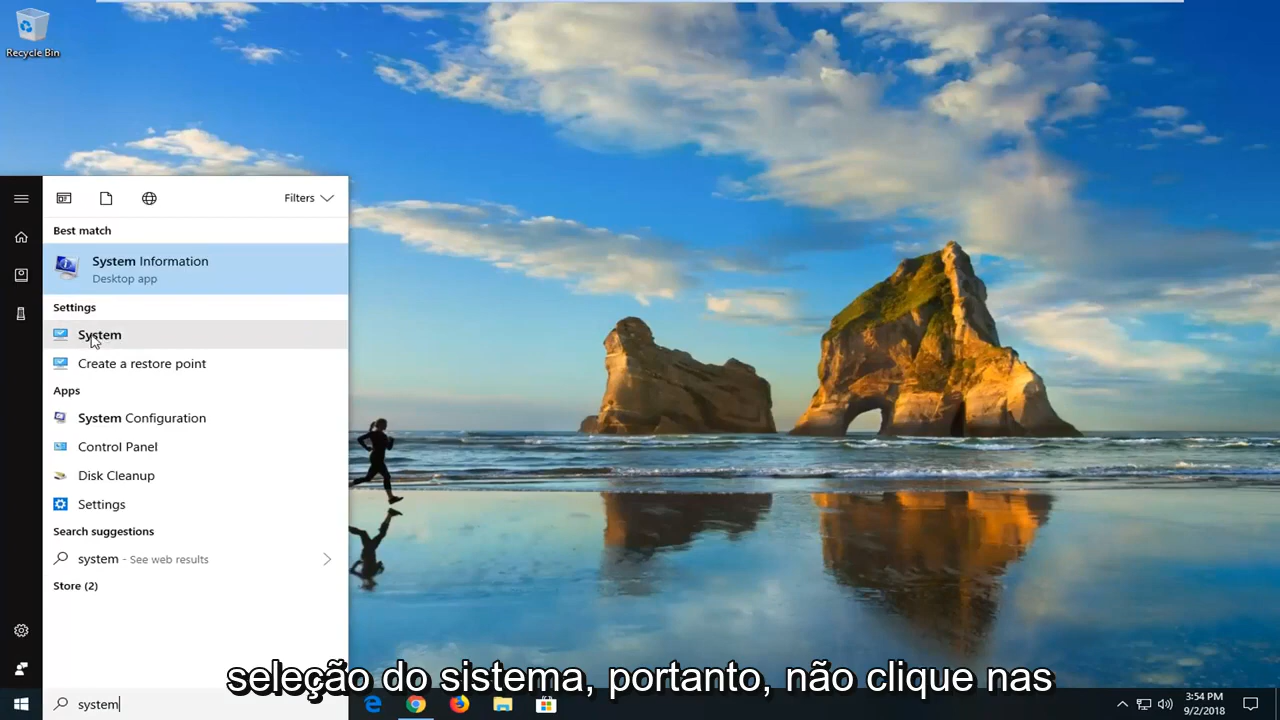 Recycle Bin
Filters
Best match
System Information
Desktop app
Settings
System
Create a restore point
Apps
System Configuration
Control Panel
Disk Cleanup
Settings
Search suggestions
system - See web results
Store (2)
seleção do sistema, portanto, não clique nas
system
3:54 PM
9/2/2018